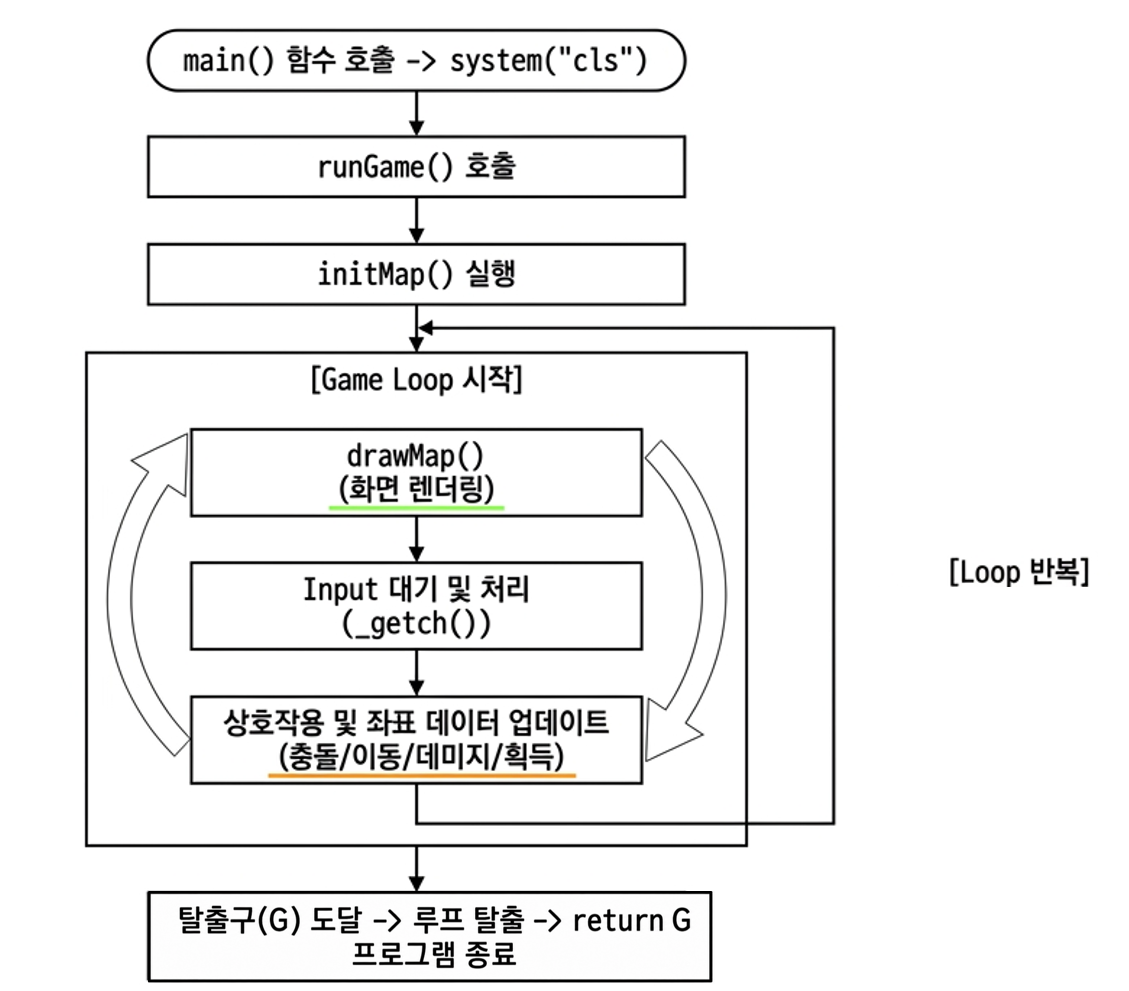 main() 함수 호출 -> system("cls")
runGame() 호출
initMap() 실행
[Game Loop 시작]
drawMap()
(화면 렌더링)
Input 대기 및 처리
(_getch())
[Loop 반복]
상호작용 및 좌표 데이터 업데이트
(충돌/이동/데미지/획득)
탈출구(G) 도달 -> 루프 탈출 -> return G
프로그램 종료